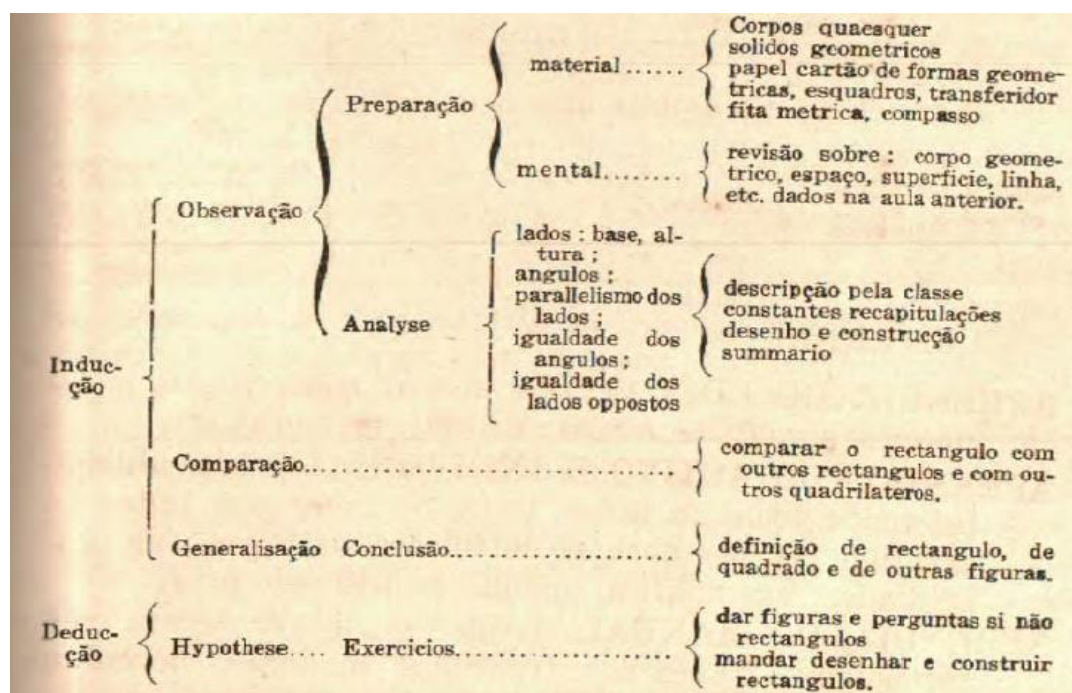 Corpos quaesquer
solidos geometricos
material ...... papel cartão de formas geome-
tricas, esquadros, transferidor
Preparação
fita metrica, compasso
mental........ revisão sobre : corpo geome-
trico, espaço, superficie, linha,
etc. dados na aula anterior.
Observação
lados : base, al-
tura ;
angulos ;
parallelismo dos
lados ;
Analyse
igualdade dos
angulos ;
igualdade dos
lados oppostos
descripção pela classe
constantes recapitulações
desenho e construcção
summario
Induc-
ção
Comparação........................................ comparar o rectangulo com
outros rectangulos e com ou-
tros quadrilateros.
Generalisação Conclusão........................ definição de rectangulo, de
quadrado e de outras figuras.
Deduc-
ção
Hypothese.... Exercicios........................ dar figuras e perguntas si não
rectangulos
mandar desenhar e construir
rectangulos.